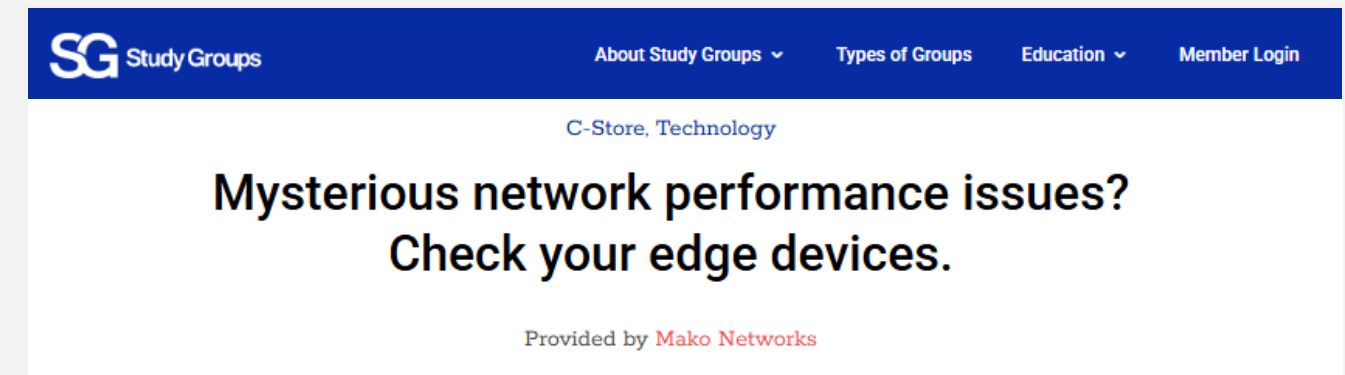 SG Study Groups
About Study Groups
Types of Groups
Education
Member Login
C-Store, Technology
Mysterious network performance issues?
Check your edge devices.
Provided by Mako Networks